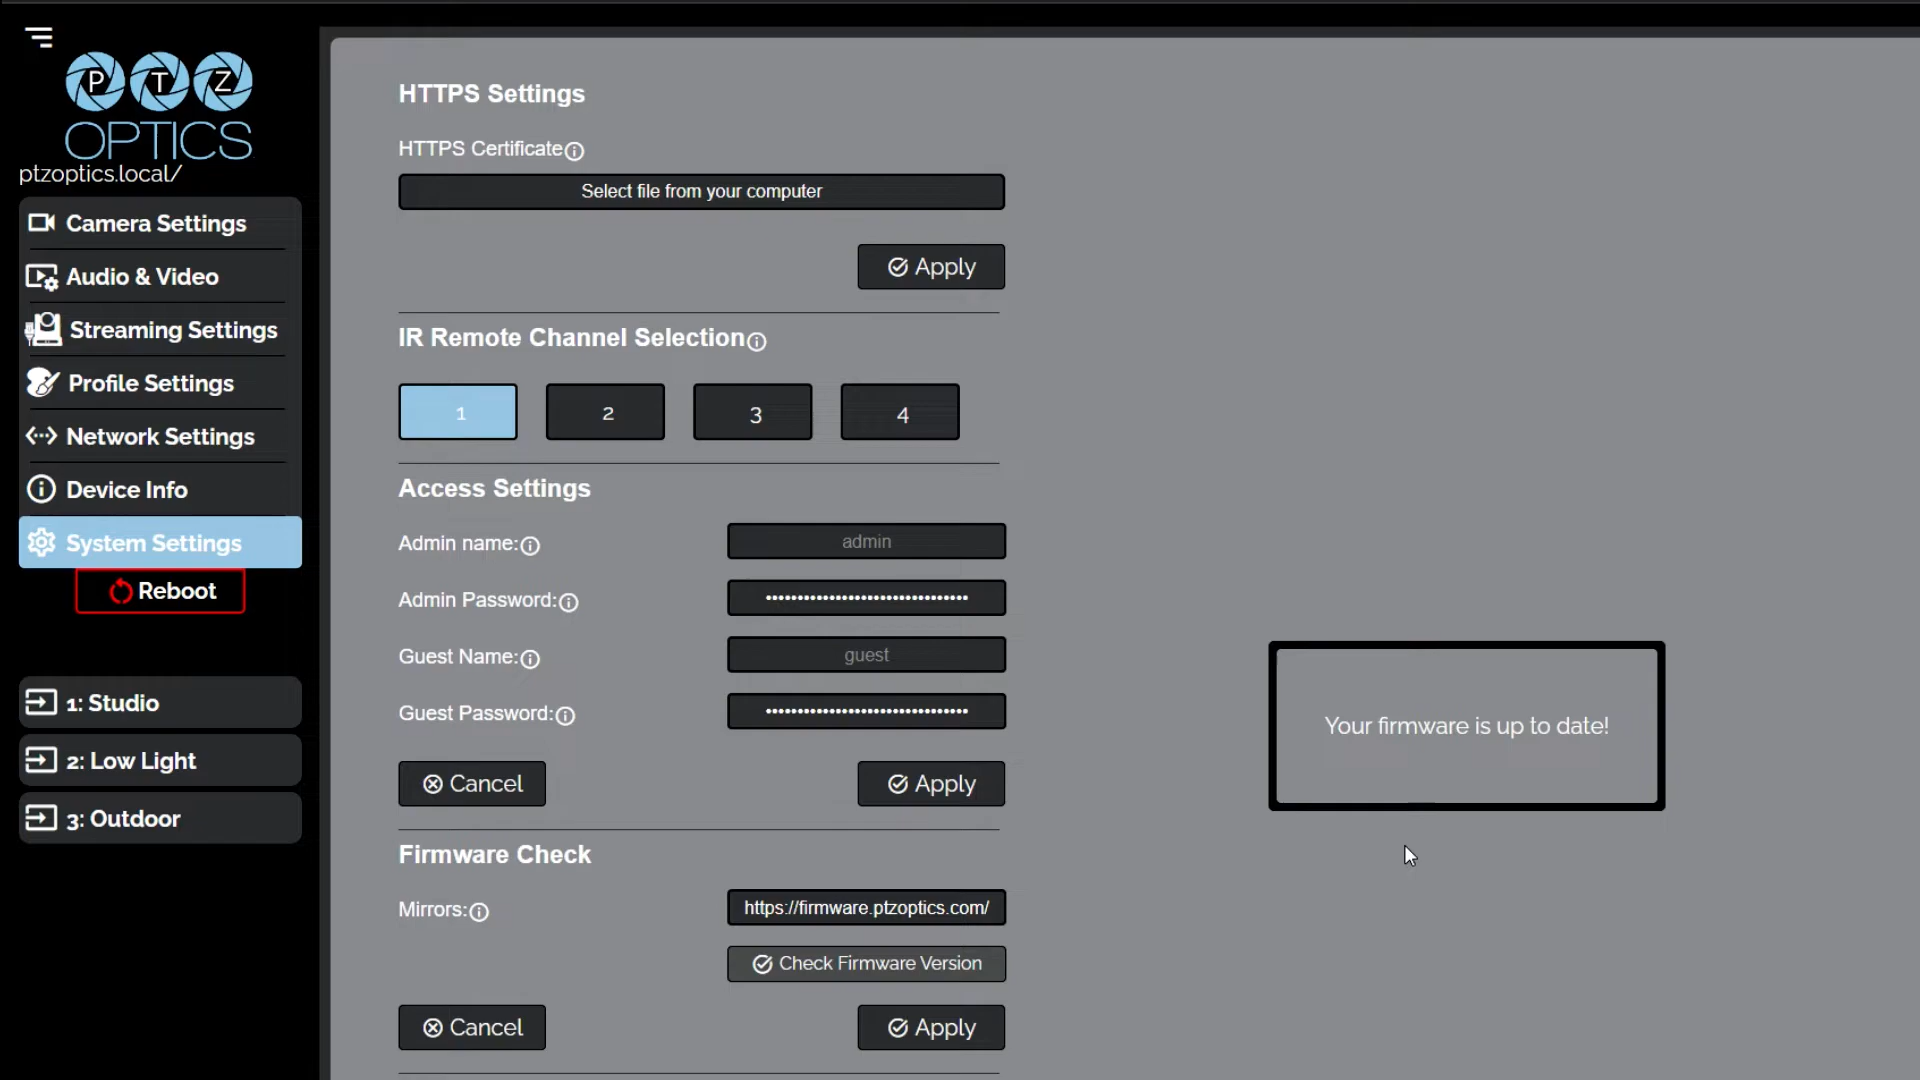 PTZ
OPTICS
ptzoptics.local/
Camera Settings
Audio & Video
Streaming Settings
Profile Settings
Network Settings
Device Info
System Settings
Reboot
1: Studio
2: Low Light
3: Outdoor
HTTPS Settings
HTTPS Certificate
Select file from your computer
Apply
IR Remote Channel Selection
1 2 3 4
Access Settings
Admin name: admin
Admin Password: ••••••••••••••••••••••••••••••••
Guest Name: guest
Guest Password: ••••••••••••••••••••••••••••••••
Cancel Apply
Firmware Check
Mirrors: https://firmware.ptzoptics.com/
Check Firmware Version
Cancel Apply
Your firmware is up to date!